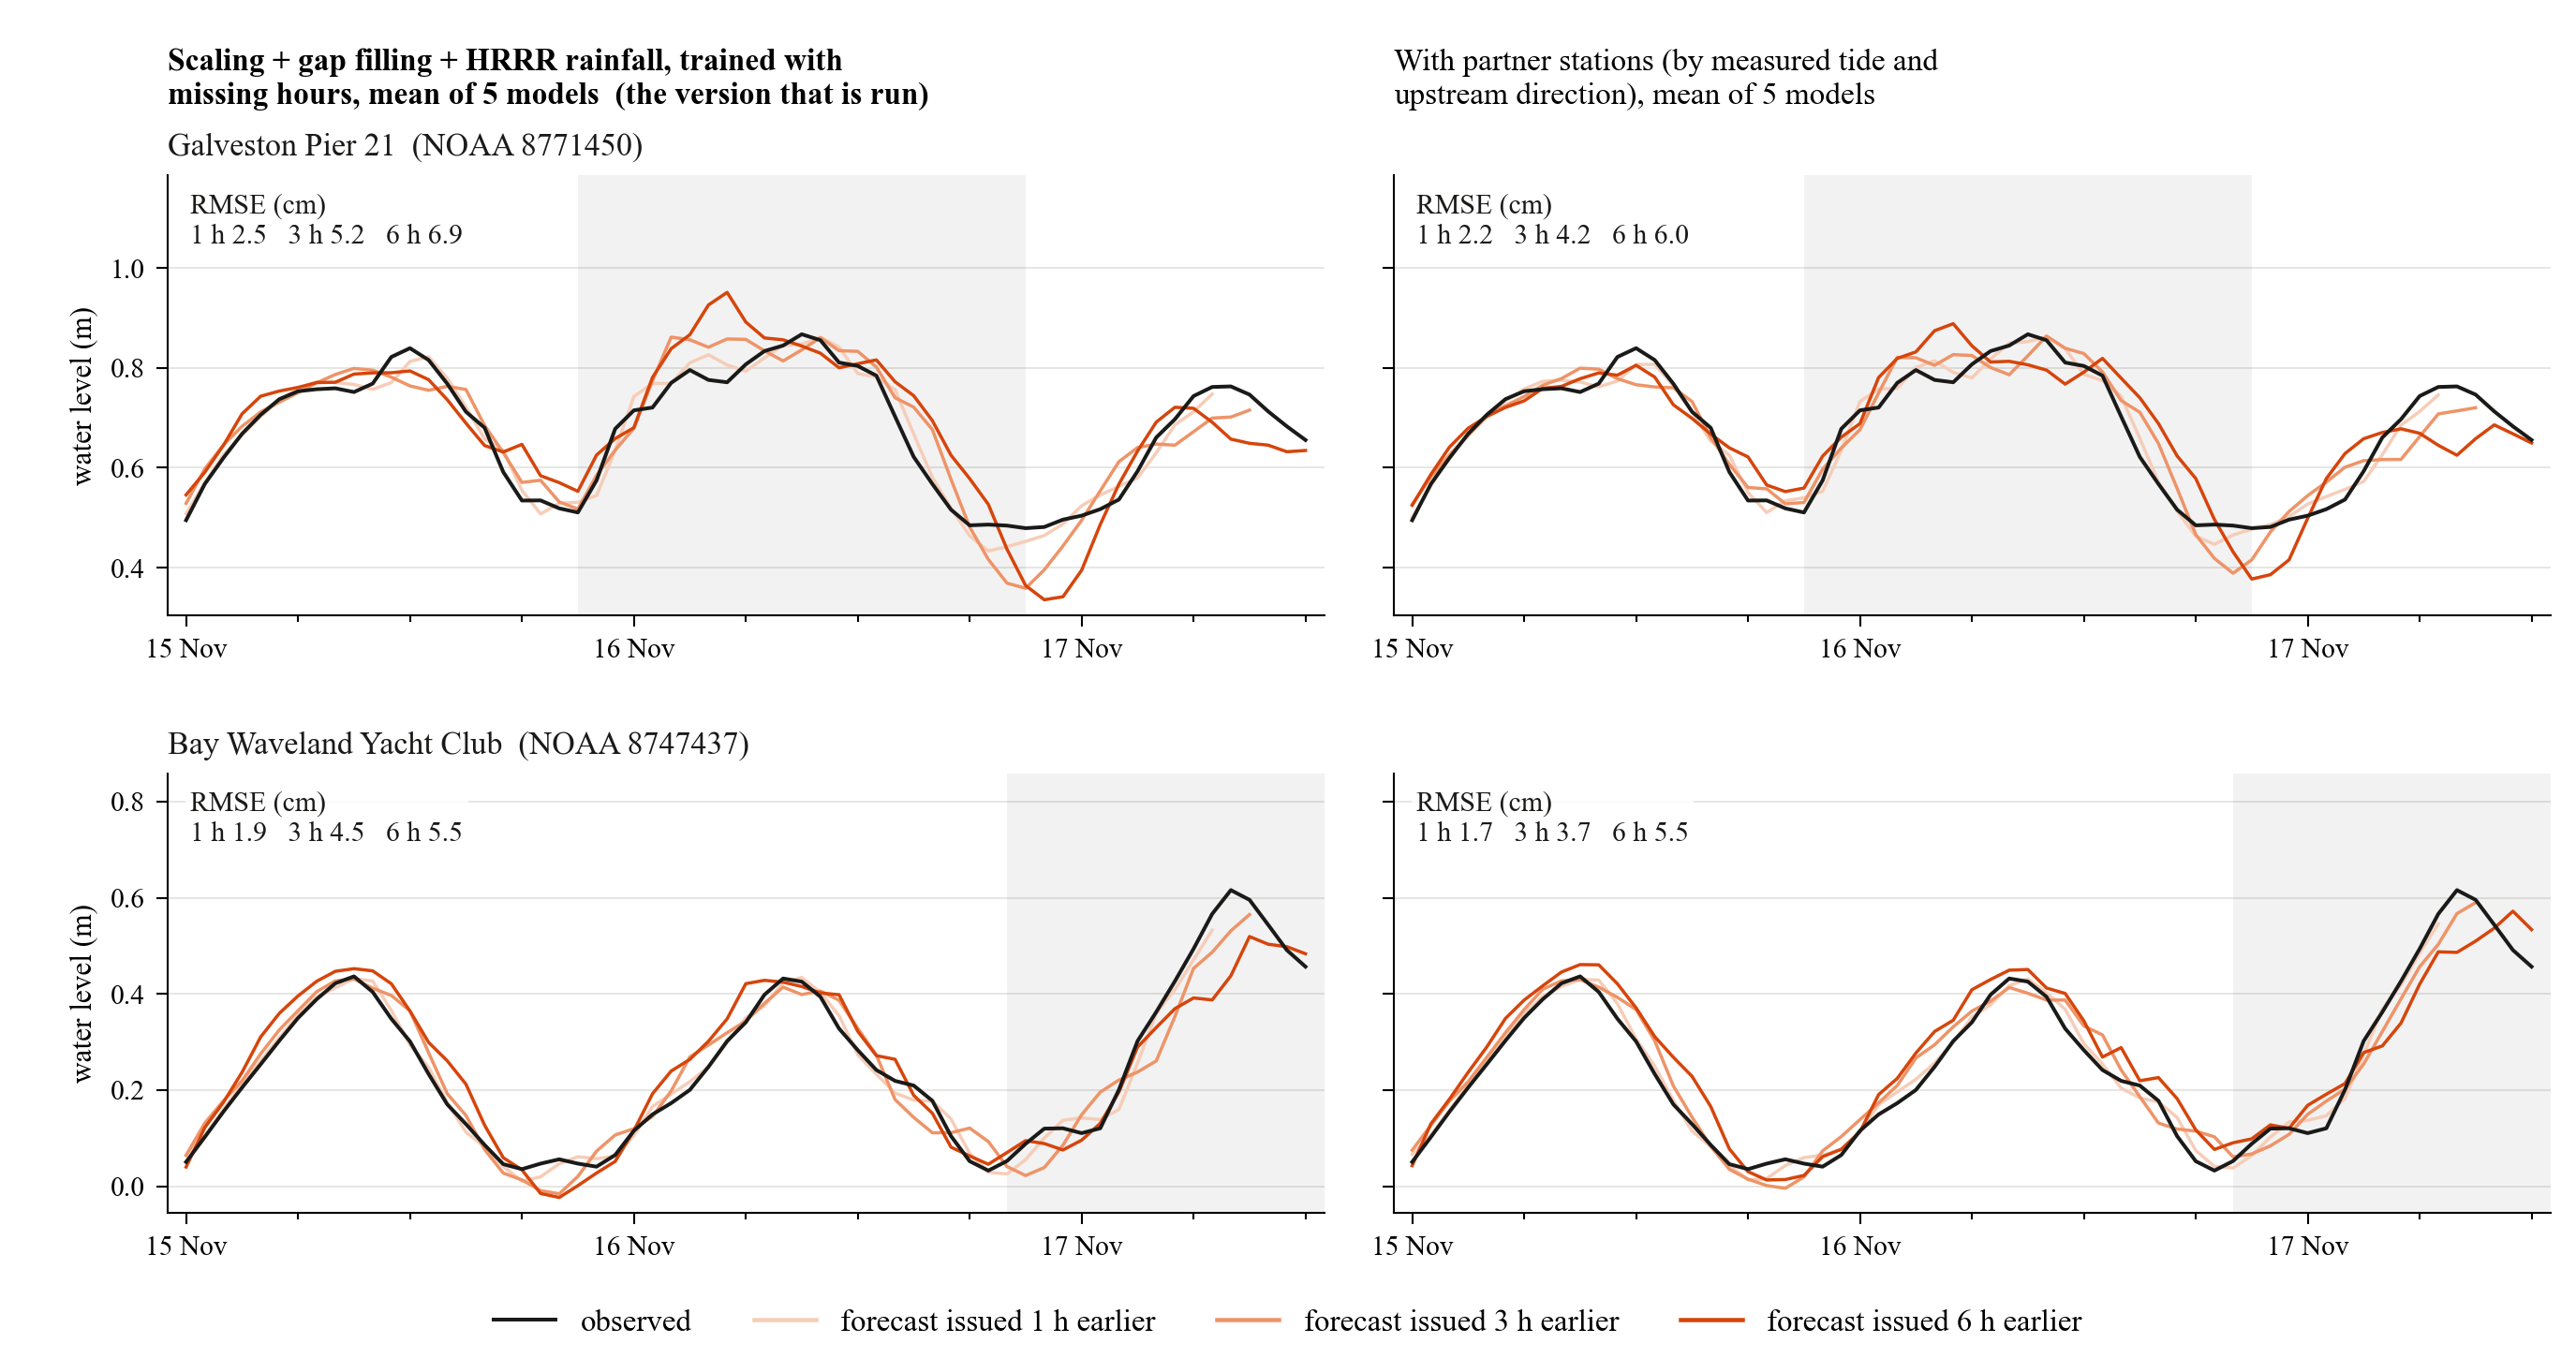 Scaling + gap filling + HRRR rainfall, trained with
missing hours, mean of 5 models  (the version that is run)
With partner stations (by measured tide and
upstream direction), mean of 5 models
Galveston Pier 21  (NOAA 8771450)
RMSE (cm)
1 h 2.5   3 h 5.2   6 h 6.9
water level (m)
1.0
0.8
0.6
0.4
15 Nov
16 Nov
17 Nov
RMSE (cm)
1 h 2.2   3 h 4.2   6 h 6.0
15 Nov
16 Nov
17 Nov
Bay Waveland Yacht Club  (NOAA 8747437)
RMSE (cm)
1 h 1.9   3 h 4.5   6 h 5.5
water level (m)
0.8
0.6
0.4
0.2
0.0
15 Nov
16 Nov
17 Nov
RMSE (cm)
1 h 1.7   3 h 3.7   6 h 5.5
15 Nov
16 Nov
17 Nov
observed
forecast issued 1 h earlier
forecast issued 3 h earlier
forecast issued 6 h earlier